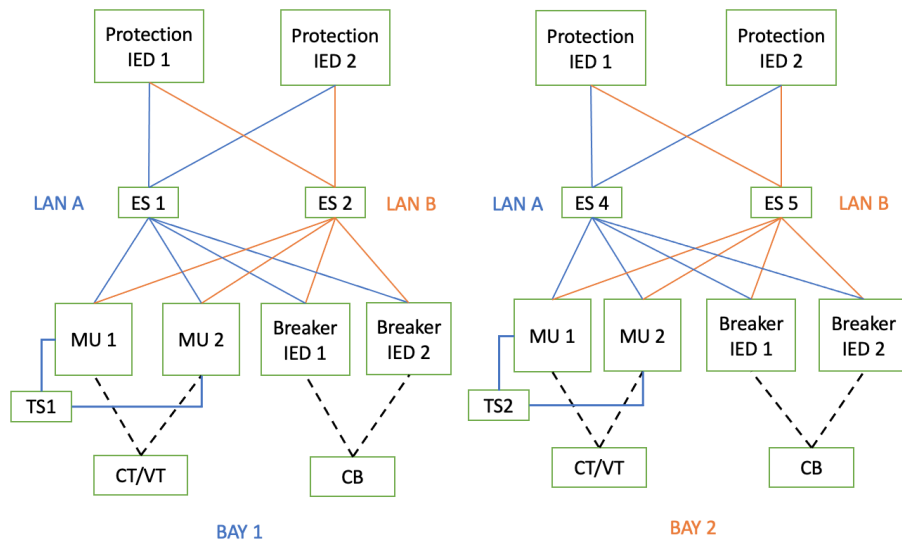 Protection
IED 1
Protection
IED 2
Protection
IED 1
Protection
IED 2
LAN A
ES 1
ES 2
LAN B
LAN A
ES 4
ES 5
LAN B
MU 1
MU 2
Breaker
IED 1
Breaker
IED 2
MU 1
MU 2
Breaker
IED 1
Breaker
IED 2
TS1
TS2
CT/VT
CB
CT/VT
CB
BAY 1
BAY 2